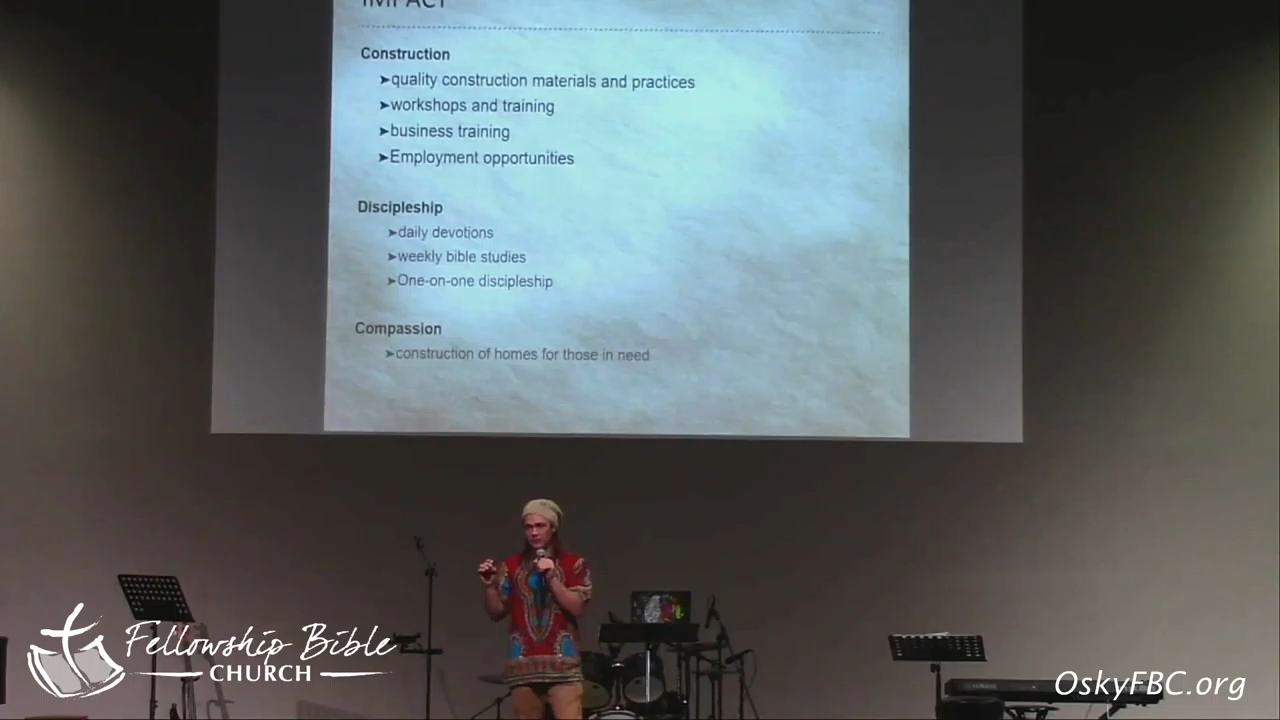 IMPACT
Construction
➤quality construction materials and practices
➤workshops and training
➤business training
➤Employment opportunities
Discipleship
➤daily devotions
➤weekly bible studies
➤One-on-one discipleship
Compassion
➤construction of homes for those in need
Fellowship Bible
CHURCH
OskyFBC.org